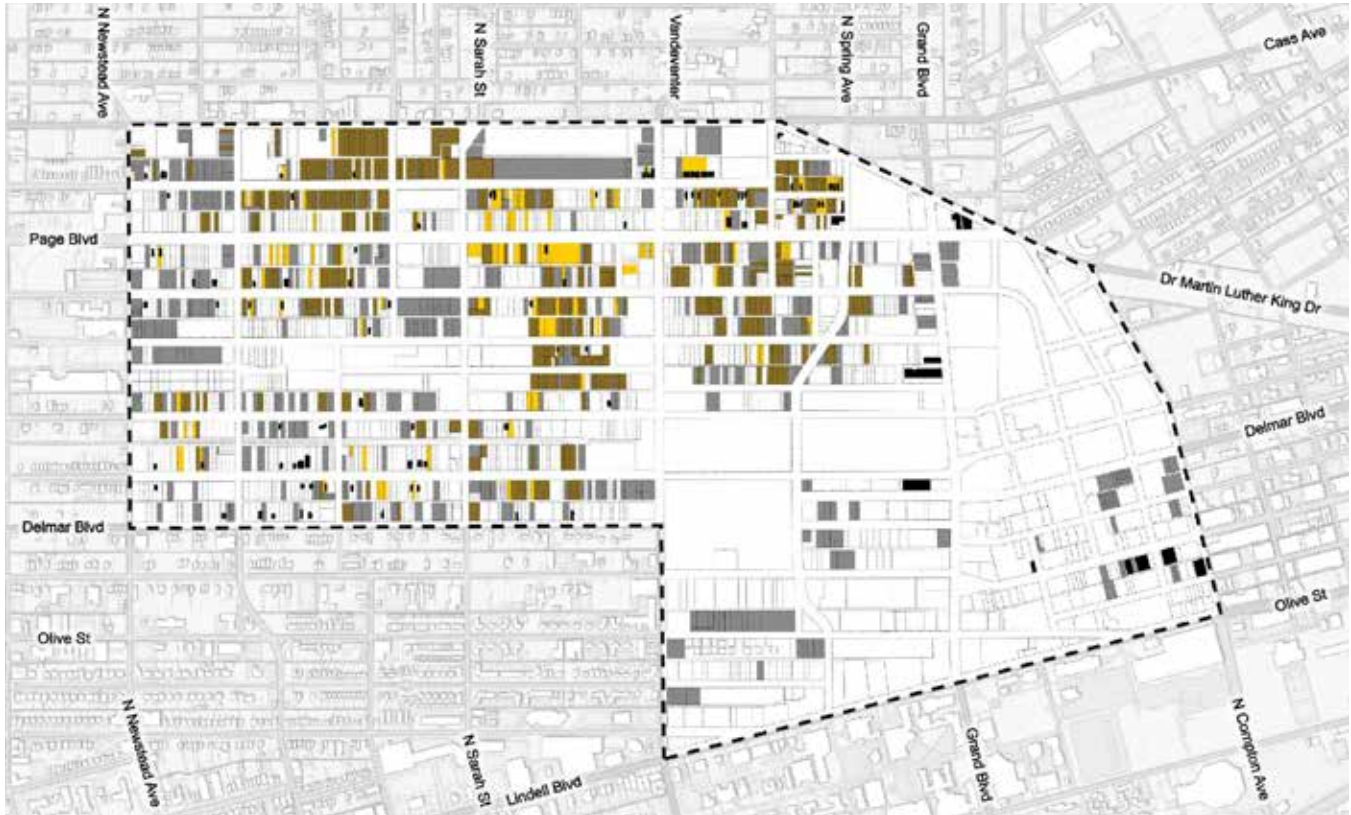 N Newstead Ave
N Sarah St
Vandeventer
N Spring Ave
Grand Blvd
Cass Ave
Page Blvd
Dr Martin Luther King Dr
Delmar Blvd
Delmar Blvd
Olive St
Olive St
N Newstead Ave
N Sarah St
Lindell Blvd
Grand Blvd
N Compton Ave